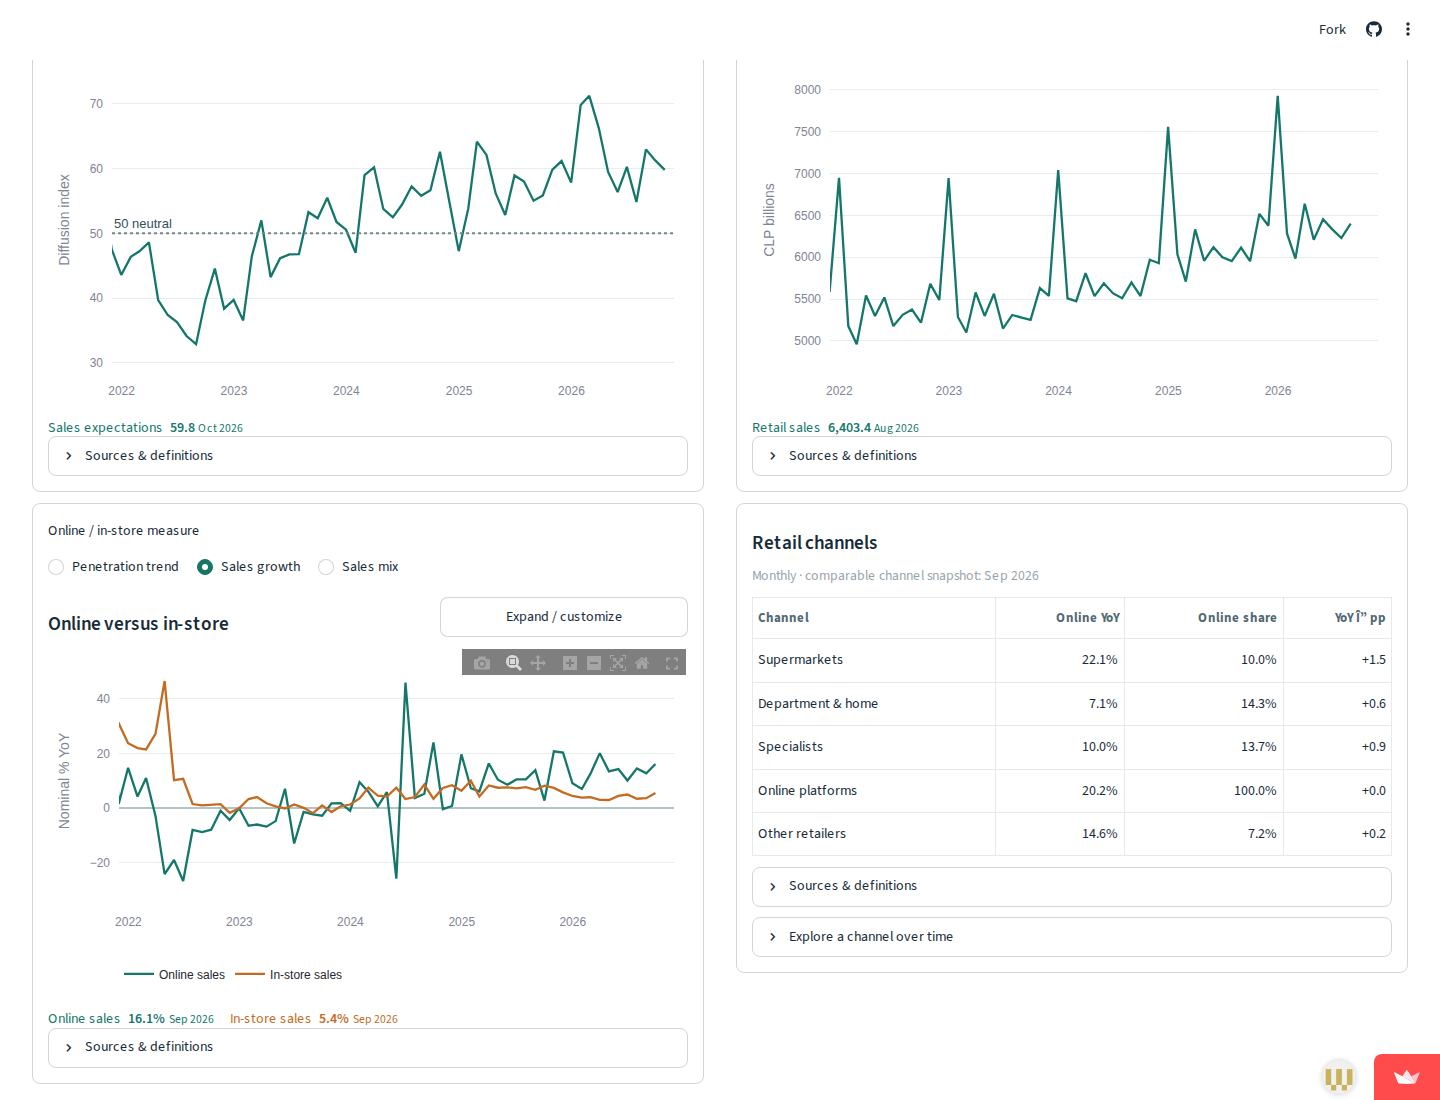 Fork
70
60
50 neutral
50
40
30
Diffusion index
2022 2023 2024 2025 2026
Sales expectations 59.8 Oct 2026
Sources & definitions
8000
7500
7000
6500
6000
5500
5000
CLP billions
2022 2023 2024 2025 2026
Retail sales 6,403.4 Aug 2026
Sources & definitions
Online / in-store measure
Penetration trend Sales growth Sales mix
Online versus in-store
Expand / customize
40
20
0
−20
Nominal % YoY
2022 2023 2024 2025 2026
Online sales In-store sales
Online sales 16.1% Sep 2026 In-store sales 5.4% Sep 2026
Sources & definitions
Retail channels
Monthly · comparable channel snapshot: Sep 2026
Channel Online YoY Online share YoY Î” pp
Supermarkets 22.1% 10.0% +1.5
Department & home 7.1% 14.3% +0.6
Specialists 10.0% 13.7% +0.9
Online platforms 20.2% 100.0% +0.0
Other retailers 14.6% 7.2% +0.2
Sources & definitions
Explore a channel over time